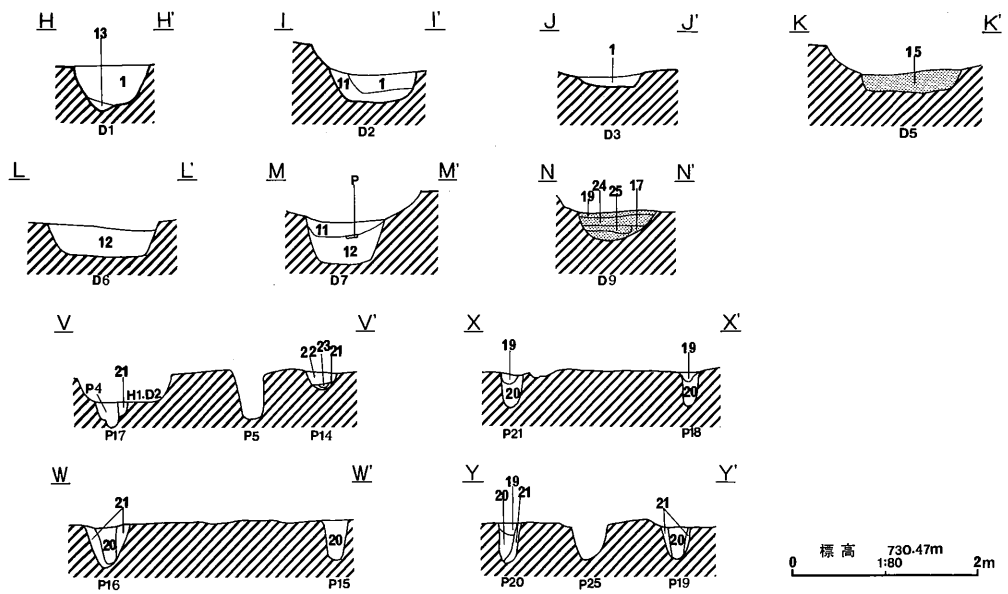 H H' I I' J J' K K'
13 1 11 1 1 15
D1 D2 D3 D5
L L' M P M' N N'
12 11 12 19 24 25 17
D6 D7 D9
V V' X X'
P4 21 H1.D2 22 23 21 19 20 19 20
P17 P5 P14 P21 P18
W W' Y Y'
21 20 20 20 19 21 21 20
P16 P15 P20 P25 P19
標高 730.47m
0 1:80 2m